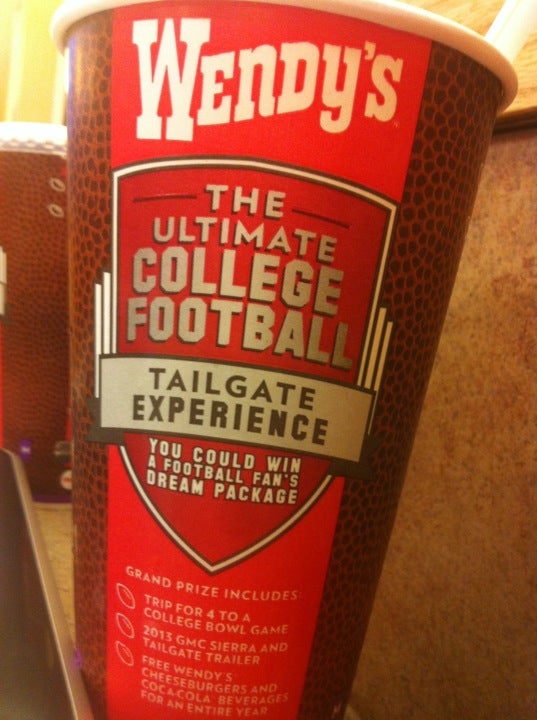 WENDY'S
THE
ULTIMATE
COLLEGE
FOOTBALL
TAILGATE
EXPERIENCE
YOU COULD WIN
A FOOTBALL FAN'S
DREAM PACKAGE
GRAND PRIZE INCLUDES
TRIP FOR 4 TO A
COLLEGE BOWL GAME
2013 GMC SIERRA AND
TAILGATE TRAILER
FREE WENDY'S
CHEESEBURGERS AND
COCA-COLA BEVERAGES
FOR AN ENTIRE YEAR